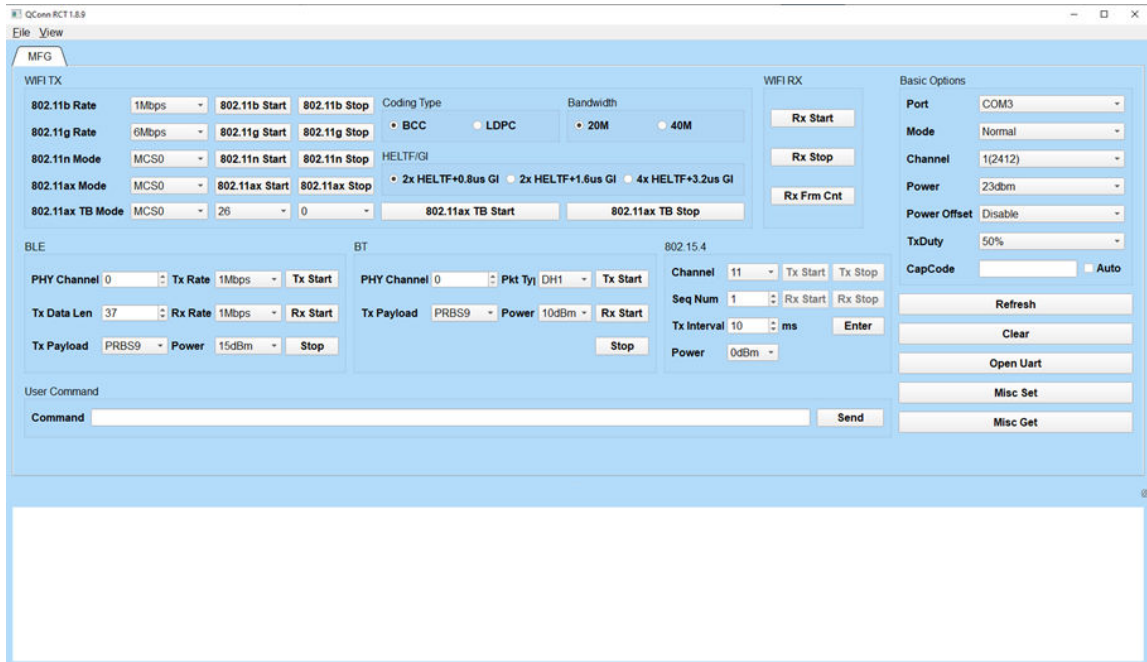 QConn RCT 1.8.9
File View
MFG
WIFI TX
802.11b Rate 1Mbps 802.11b Start 802.11b Stop
802.11g Rate 6Mbps 802.11g Start 802.11g Stop
802.11n Mode MCS0 802.11n Start 802.11n Stop
802.11ax Mode MCS0 802.11ax Start 802.11ax Stop
802.11ax TB Mode MCS0 26 0 802.11ax TB Start 802.11ax TB Stop
Coding Type
BCC LDPC
Bandwidth
20M 40M
HELTF/GI
2x HELTF+0.8us GI 2x HELTF+1.6us GI 4x HELTF+3.2us GI
WIFI RX
Rx Start
Rx Stop
Rx Frm Cnt
Basic Options
Port COM3
Mode Normal
Channel 1(2412)
Power 23dbm
Power Offset Disable
TxDuty 50%
CapCode Auto
Refresh
Clear
Open Uart
Misc Set
Misc Get
BLE
PHY Channel 0 Tx Rate 1Mbps Tx Start
Tx Data Len 37 Rx Rate 1Mbps Rx Start
Tx Payload PRBS9 Power 15dBm Stop
BT
PHY Channel 0 Pkt Ty DH1 Tx Start
Tx Payload PRBS9 Power 10dBm Rx Start
Stop
802.15.4
Channel 11 Tx Start Tx Stop
Seq Num 1 Rx Start Rx Stop
Tx Interval 10 ms Enter
Power 0dBm
User Command
Command Send